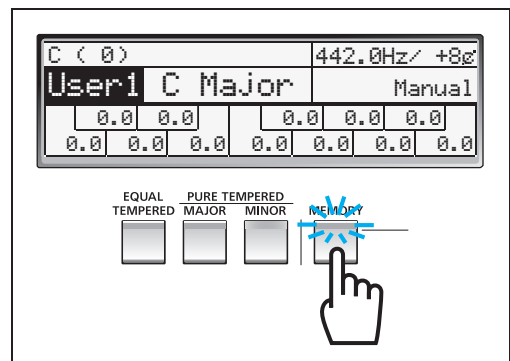 C ( 0) 442.0Hz/ +8¢
User1 C Major Manual
0.0 0.0 0.0 0.0 0.0
0.0 0.0 0.0 0.0 0.0 0.0 0.0
EQUAL TEMPERED
PURE TEMPERED
MAJOR MINOR
MEMORY